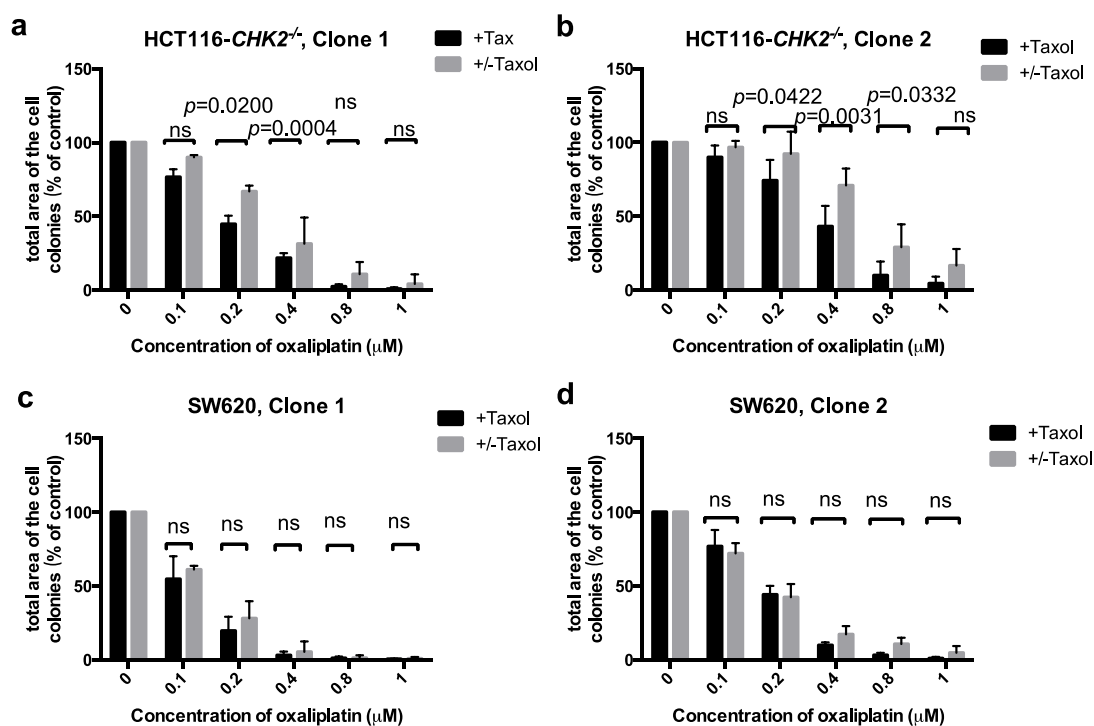 a
HCT116-CHK2-/-, Clone 1
+Tax
+/-Taxol
total area of the cell
colonies (% of control)
150
100
50
0
ns
p=0.0200
p=0.0004
ns
ns
0
0.1
0.2
0.4
0.8
1
Concentration of oxaliplatin (μM)
b
HCT116-CHK2-/-, Clone 2
+Taxol
+/-Taxol
total area of the cell
colonies (% of control)
150
100
50
0
ns
p=0.0422
p=0.0031
p=0.0332
ns
0
0.1
0.2
0.4
0.8
1
Concentration of oxaliplatin (μM)
c
SW620, Clone 1
+Taxol
+/-Taxol
total area of the cell
colonies (% of control)
150
100
50
0
ns
ns
ns
ns
ns
0
0.1
0.2
0.4
0.8
1
Concentration of oxaliplatin (μM)
d
SW620, Clone 2
+Taxol
+/-Taxol
total area of the cell
colonies (% of control)
150
100
50
0
ns
ns
ns
ns
ns
0
0.1
0.2
0.4
0.8
1
Concentration of oxaliplatin (μM)